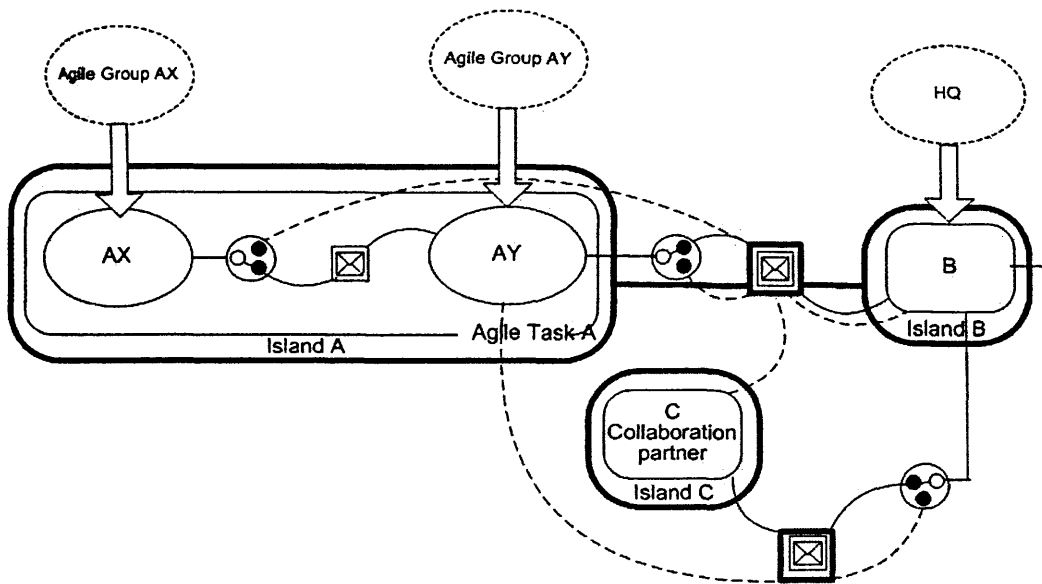 Agile Group AX
Agile Group AY
HQ
AX
AY
B
Agile Task A
Island A
Island B
C
Collaboration
partner
Island C